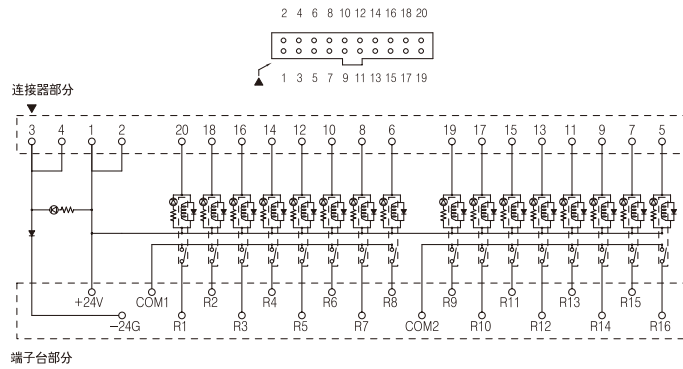 2 4 6 8 10 12 14 16 18 20
1 3 5 7 9 11 13 15 17 19
连接器部分
3 4 1 2 20 18 16 14 12 10 8 6 19 17 15 13 11 9 7 5
+24V COM1 R2 R4 R6 R8 R9 R11 R13 R15
−24G R1 R3 R5 R7 COM2 R10 R12 R14 R16
端子台部分